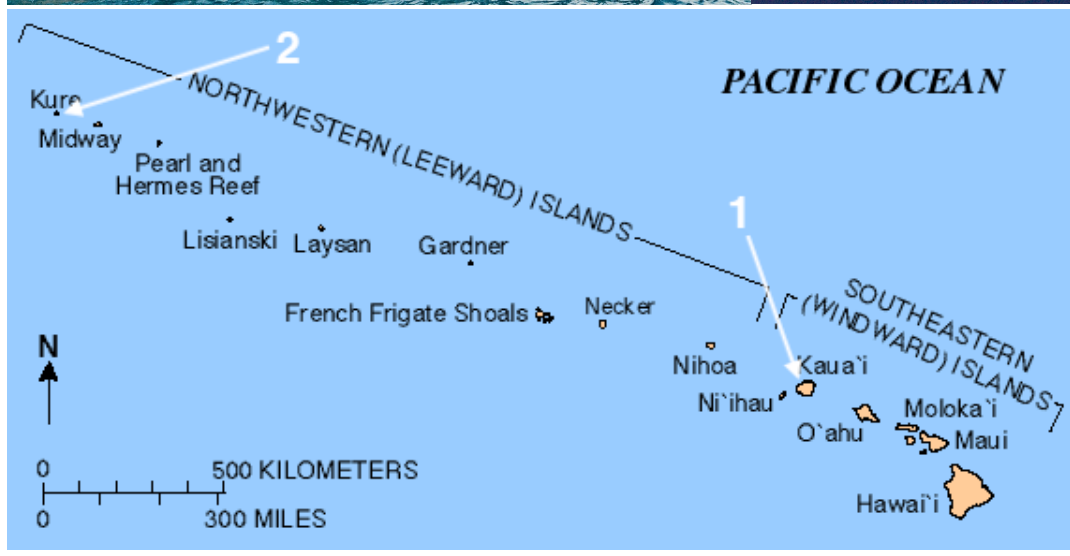 2
PACIFIC OCEAN
Kure
Midway
NORTHWESTERN (LEEWARD) ISLANDS
Pearl and
Hermes Reef
1
Lisianski
Laysan
Gardner
SOUTHEASTERN
(WINDWARD) ISLANDS
French Frigate Shoals
Necker
N
Nihoa
Kaua`i
Ni`ihau
Moloka`i
O`ahu
Maui
0 500 KILOMETERS
Hawai`i
0 300 MILES